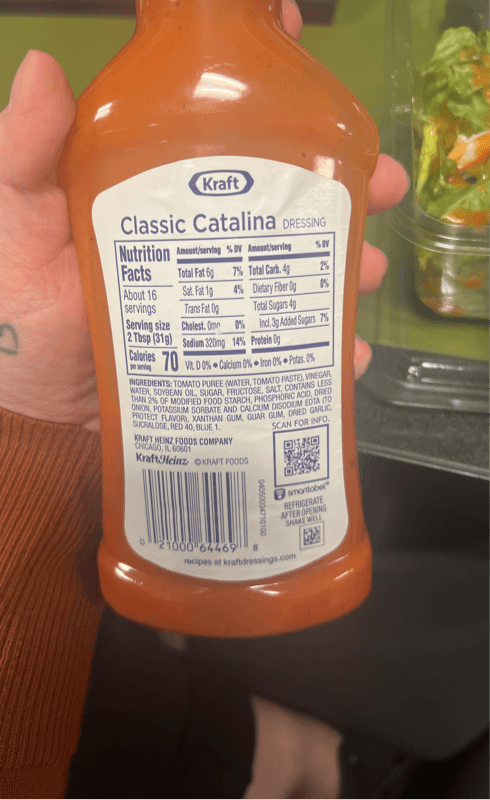 Kraft
Classic Catalina DRESSING
Nutrition Facts
About 16 servings
Serving size 2 Tbsp (31g)
Calories per serving 70
Amount/serving % DV
Total Fat 6g 7%
Sat. Fat 1g 4%
Trans Fat 0g
Cholest. 0mg 0%
Sodium 320mg 14%
Amount/serving % DV
Total Carb. 4g 2%
Dietary Fiber 0g 0%
Total Sugars 4g
Incl. 3g Added Sugars 7%
Protein 0g
Vit. D 0% • Calcium 0% • Iron 0% • Potas. 0%
INGREDIENTS: TOMATO PUREE (WATER, TOMATO PASTE), VINEGAR,
WATER, SOYBEAN OIL, SUGAR, FRUCTOSE, SALT, CONTAINS LESS
THAN 2% OF MODIFIED FOOD STARCH, PHOSPHORIC ACID, DRIED
ONION, POTASSIUM SORBATE AND CALCIUM DISODIUM EDTA (TO
PROTECT FLAVOR), XANTHAN GUM, GUAR GUM, DRIED GARLIC,
SUCRALOSE, RED 40, BLUE 1.
SCAN FOR INFO.
KRAFT HEINZ FOODS COMPANY
CHICAGO, IL 60601
KraftHeinz © KRAFT FOODS
smartlabel®
REFRIGERATE
AFTER OPENING
SHAKE WELL
0 21000 64469 8
recipes at kraftdressings.com